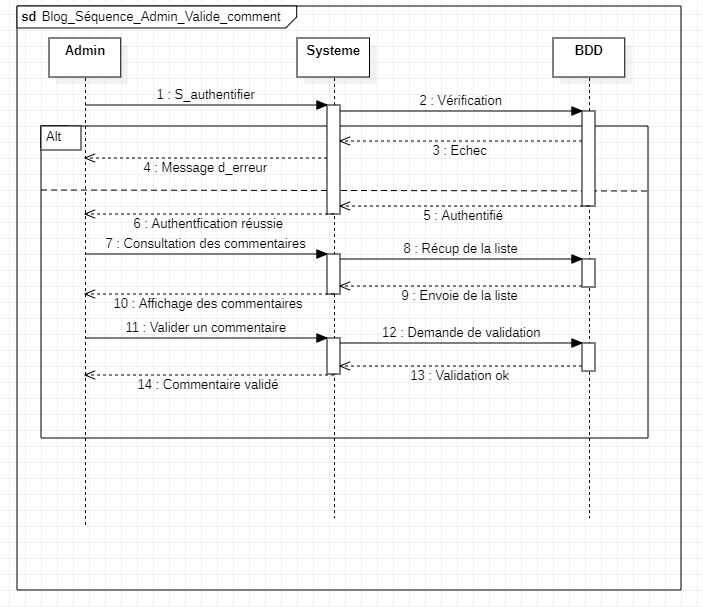 sd Blog_Séquence_Admin_Valide_comment
Admin
Systeme
BDD
1 : S_authentifier
2 : Vérification
Alt
3 : Echec
4 : Message d_erreur
5 : Authentifié
6 : Authentfication réussie
7 : Consultation des commentaires
8 : Récup de la liste
9 : Envoie de la liste
10 : Affichage des commentaires
11 : Valider un commentaire
12 : Demande de validation
13 : Validation ok
14 : Commentaire validé